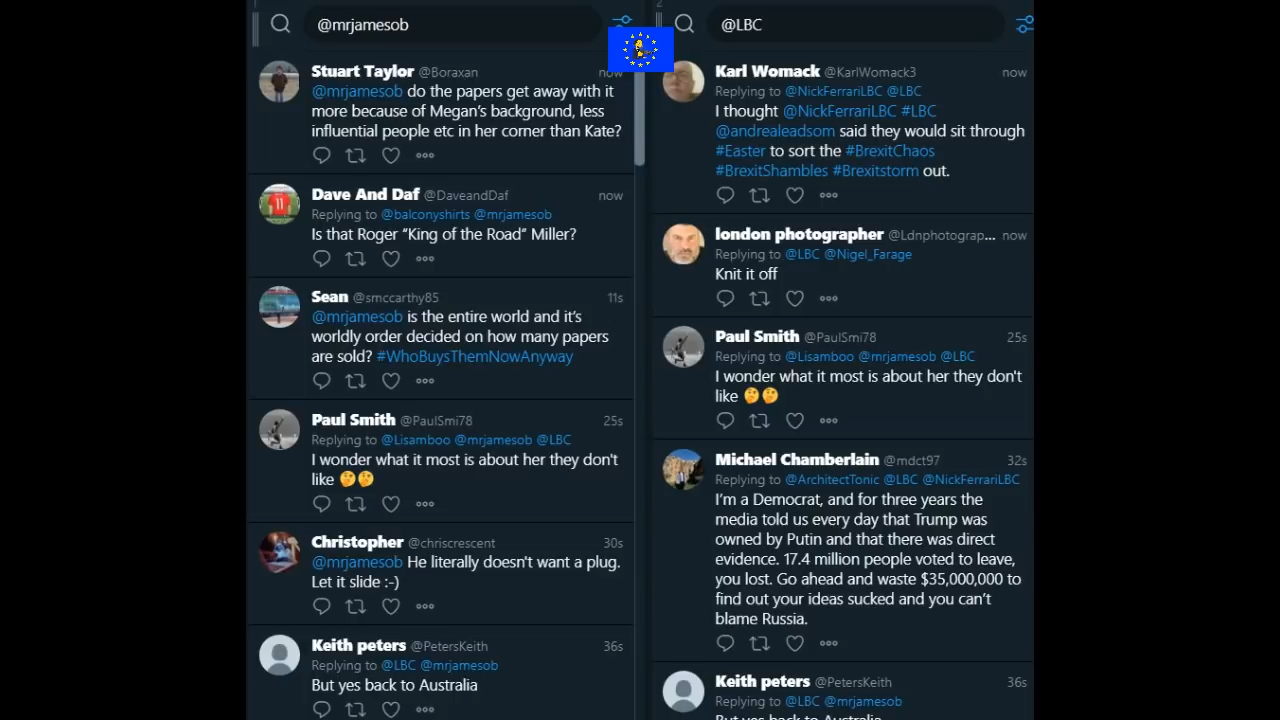 @mrjamesob
Stuart Taylor @Boraxan now
@mrjamesob do the papers get away with it
more because of Megan's background, less
influential people etc in her corner than Kate?
Dave And Daf @DaveandDaf now
Replying to @balconyshirts @mrjamesob
Is that Roger “King of the Road” Miller?
Sean @smccarthy85 11s
@mrjamesob is the entire world and it's
worldly order decided on how many papers
are sold? #WhoBuysThemNowAnyway
Paul Smith @PaulSmi78 25s
Replying to @Lisamboo @mrjamesob @LBC
I wonder what it most is about her they don't
like 🤔🤔
Christopher @chriscrescent 30s
@mrjamesob He literally doesn't want a plug.
Let it slide :-)
Keith peters @PetersKeith 36s
Replying to @LBC @mrjamesob
But yes back to Australia
2
@LBC
Karl Womack @KarlWomack3 now
Replying to @NickFerrariLBC @LBC
I thought @NickFerrariLBC #LBC
@andrealeadsom said they would sit through
#Easter to sort the #BrexitChaos
#BrexitShambles #Brexitstorm out.
london photographer @Ldnphotograp... now
Replying to @LBC @Nigel_Farage
Knit it off
Paul Smith @PaulSmi78 25s
Replying to @Lisamboo @mrjamesob @LBC
I wonder what it most is about her they don't
like 🤔🤔
Michael Chamberlain @mdct97 32s
Replying to @ArchitectTonic @LBC @NickFerrariLBC
I'm a Democrat, and for three years the
media told us every day that Trump was
owned by Putin and that there was direct
evidence. 17.4 million people voted to leave,
you lost. Go ahead and waste $35,000,000 to
find out your ideas sucked and you can't
blame Russia.
Keith peters @PetersKeith 36s
Replying to @LBC @mrjamesob
But yes back to Australia